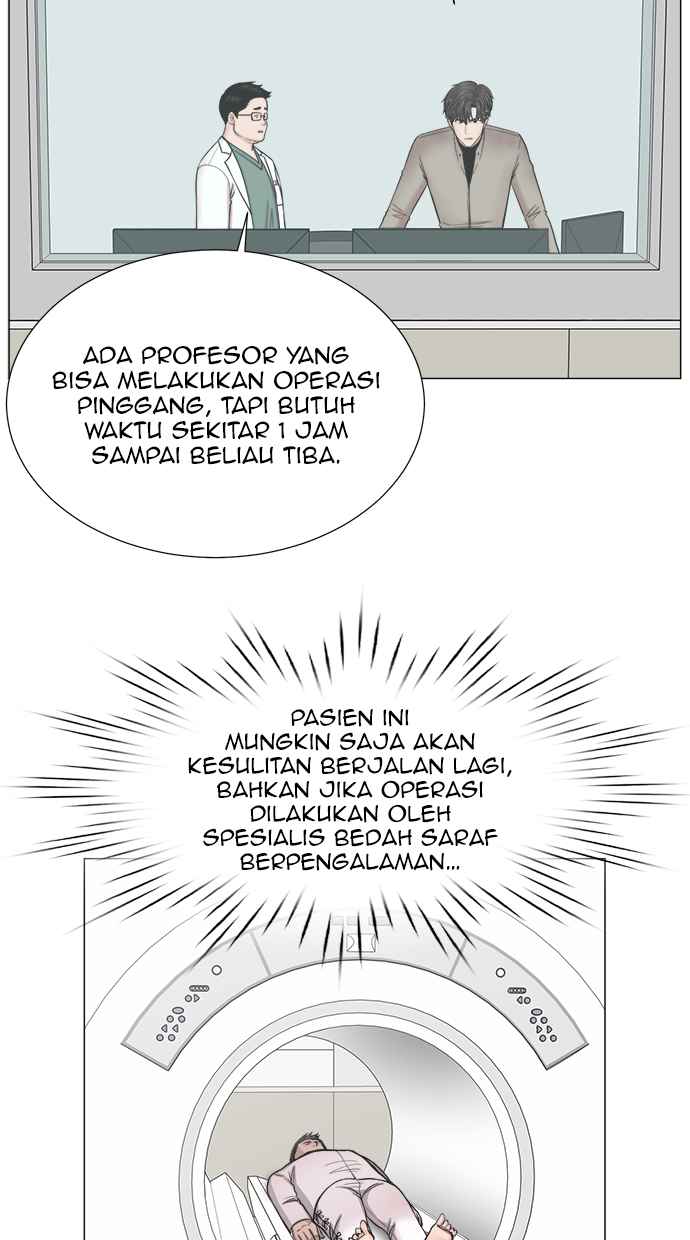 ADA PROFESOR YANG
BISA MELAKUKAN OPERASI
PINGGANG, TAPI BUTUH
WAKTU SEKITAR 1 JAM
SAMPAI BELIAU TIBA.
PASIEN INI
MUNGKIN SAJA AKAN
KESULITAN BERJALAN LAGI,
BAHKAN JIKA OPERASI
DILAKUKAN OLEH
SPESIALIS BEDAH SARAF
BERPENGALAMAN...